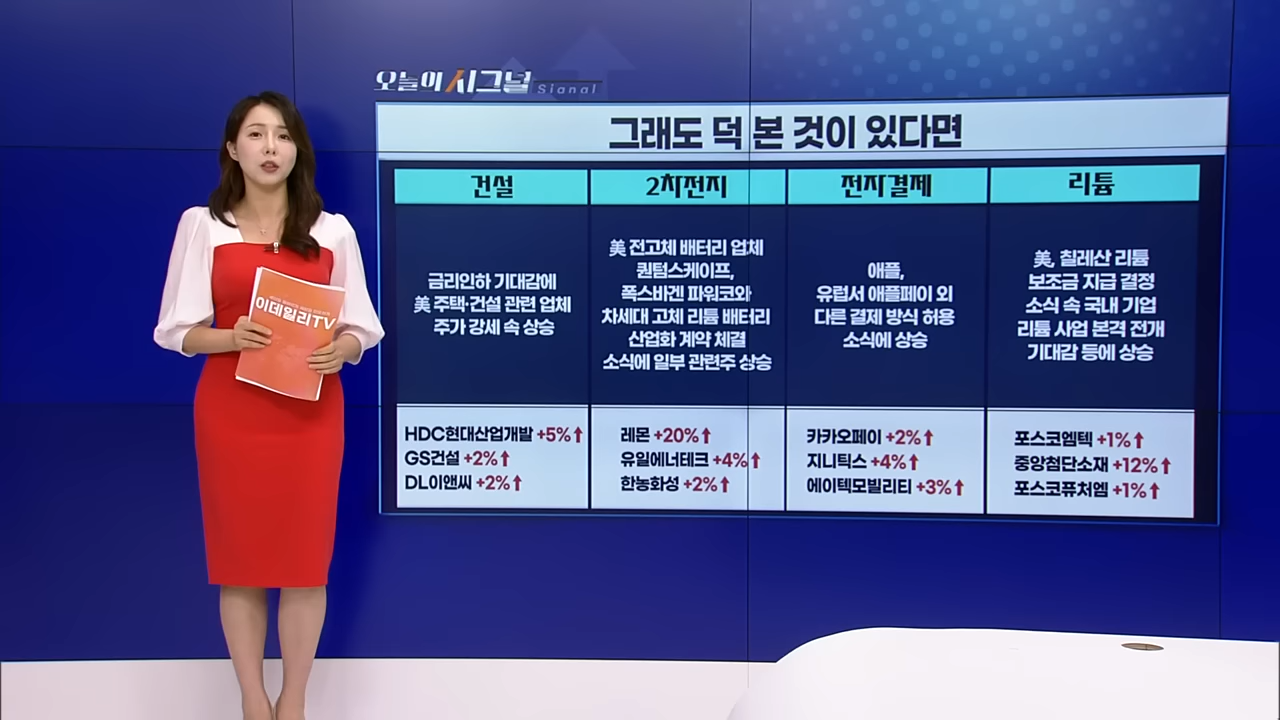 오늘의 시그널 Signal
그래도 덕 본 것이 있다면
건설
2차전지
전자결제
리튬
금리인하 기대감에
美 주택·건설 관련 업체
주가 강세 속 상승
美 전고체 배터리 업체
퀀텀스케이프,
폭스바겐 파워코와
차세대 고체 리튬 배터리
산업화 계약 체결
소식에 일부 관련주 상승
애플,
유럽서 애플페이 외
다른 결제 방식 허용
소식에 상승
美, 칠레산 리튬
보조금 지급 결정
소식 속 국내 기업
리튬 사업 본격 전개
기대감 등에 상승
HDC현대산업개발 +5%↑
GS건설 +2%↑
DL이앤씨 +2%↑
레몬 +20%↑
유일에너테크 +4%↑
한농화성 +2%↑
카카오페이 +2%↑
지니틱스 +4%↑
에이텍모빌리티 +3%↑
포스코엠텍 +1%↑
중앙첨단소재 +12%↑
포스코퓨처엠 +1%↑
이데일리TV